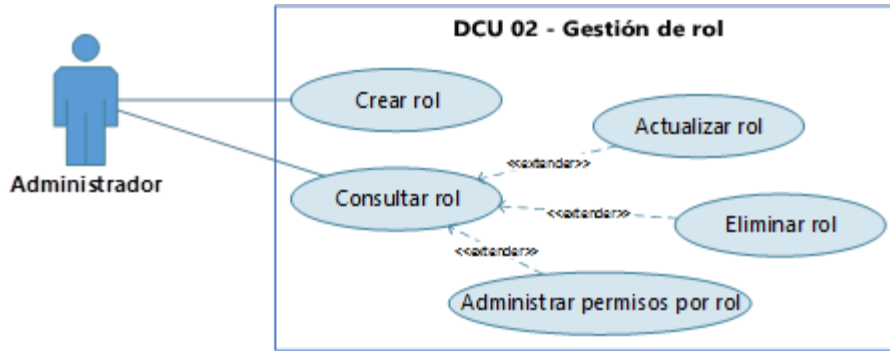 DCU 02 - Gestión de rol
Crear rol
Actualizar rol
<<extender>>
Administrador
Consultar rol
<<extender>>
Eliminar rol
<<extender>>
Administrar permisos por rol